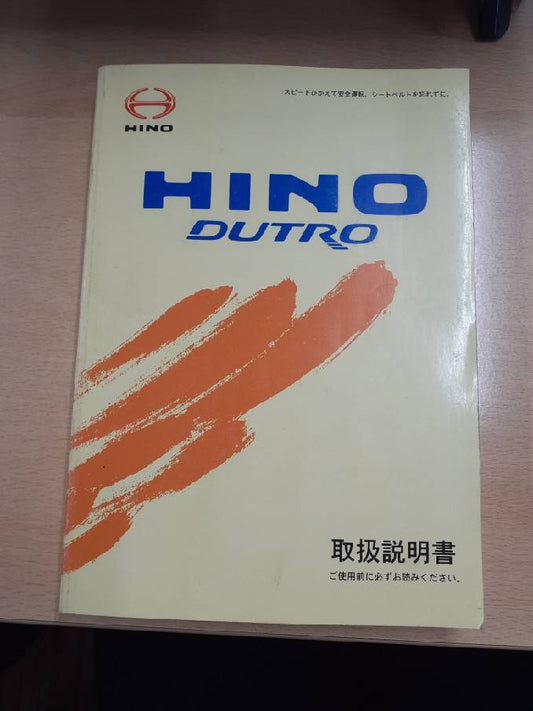 スピードひかえて安全運転、シートベルトを忘れずに。
HINO
HINO
DUTRO
取扱説明書
ご使用前に必ずお読みください。